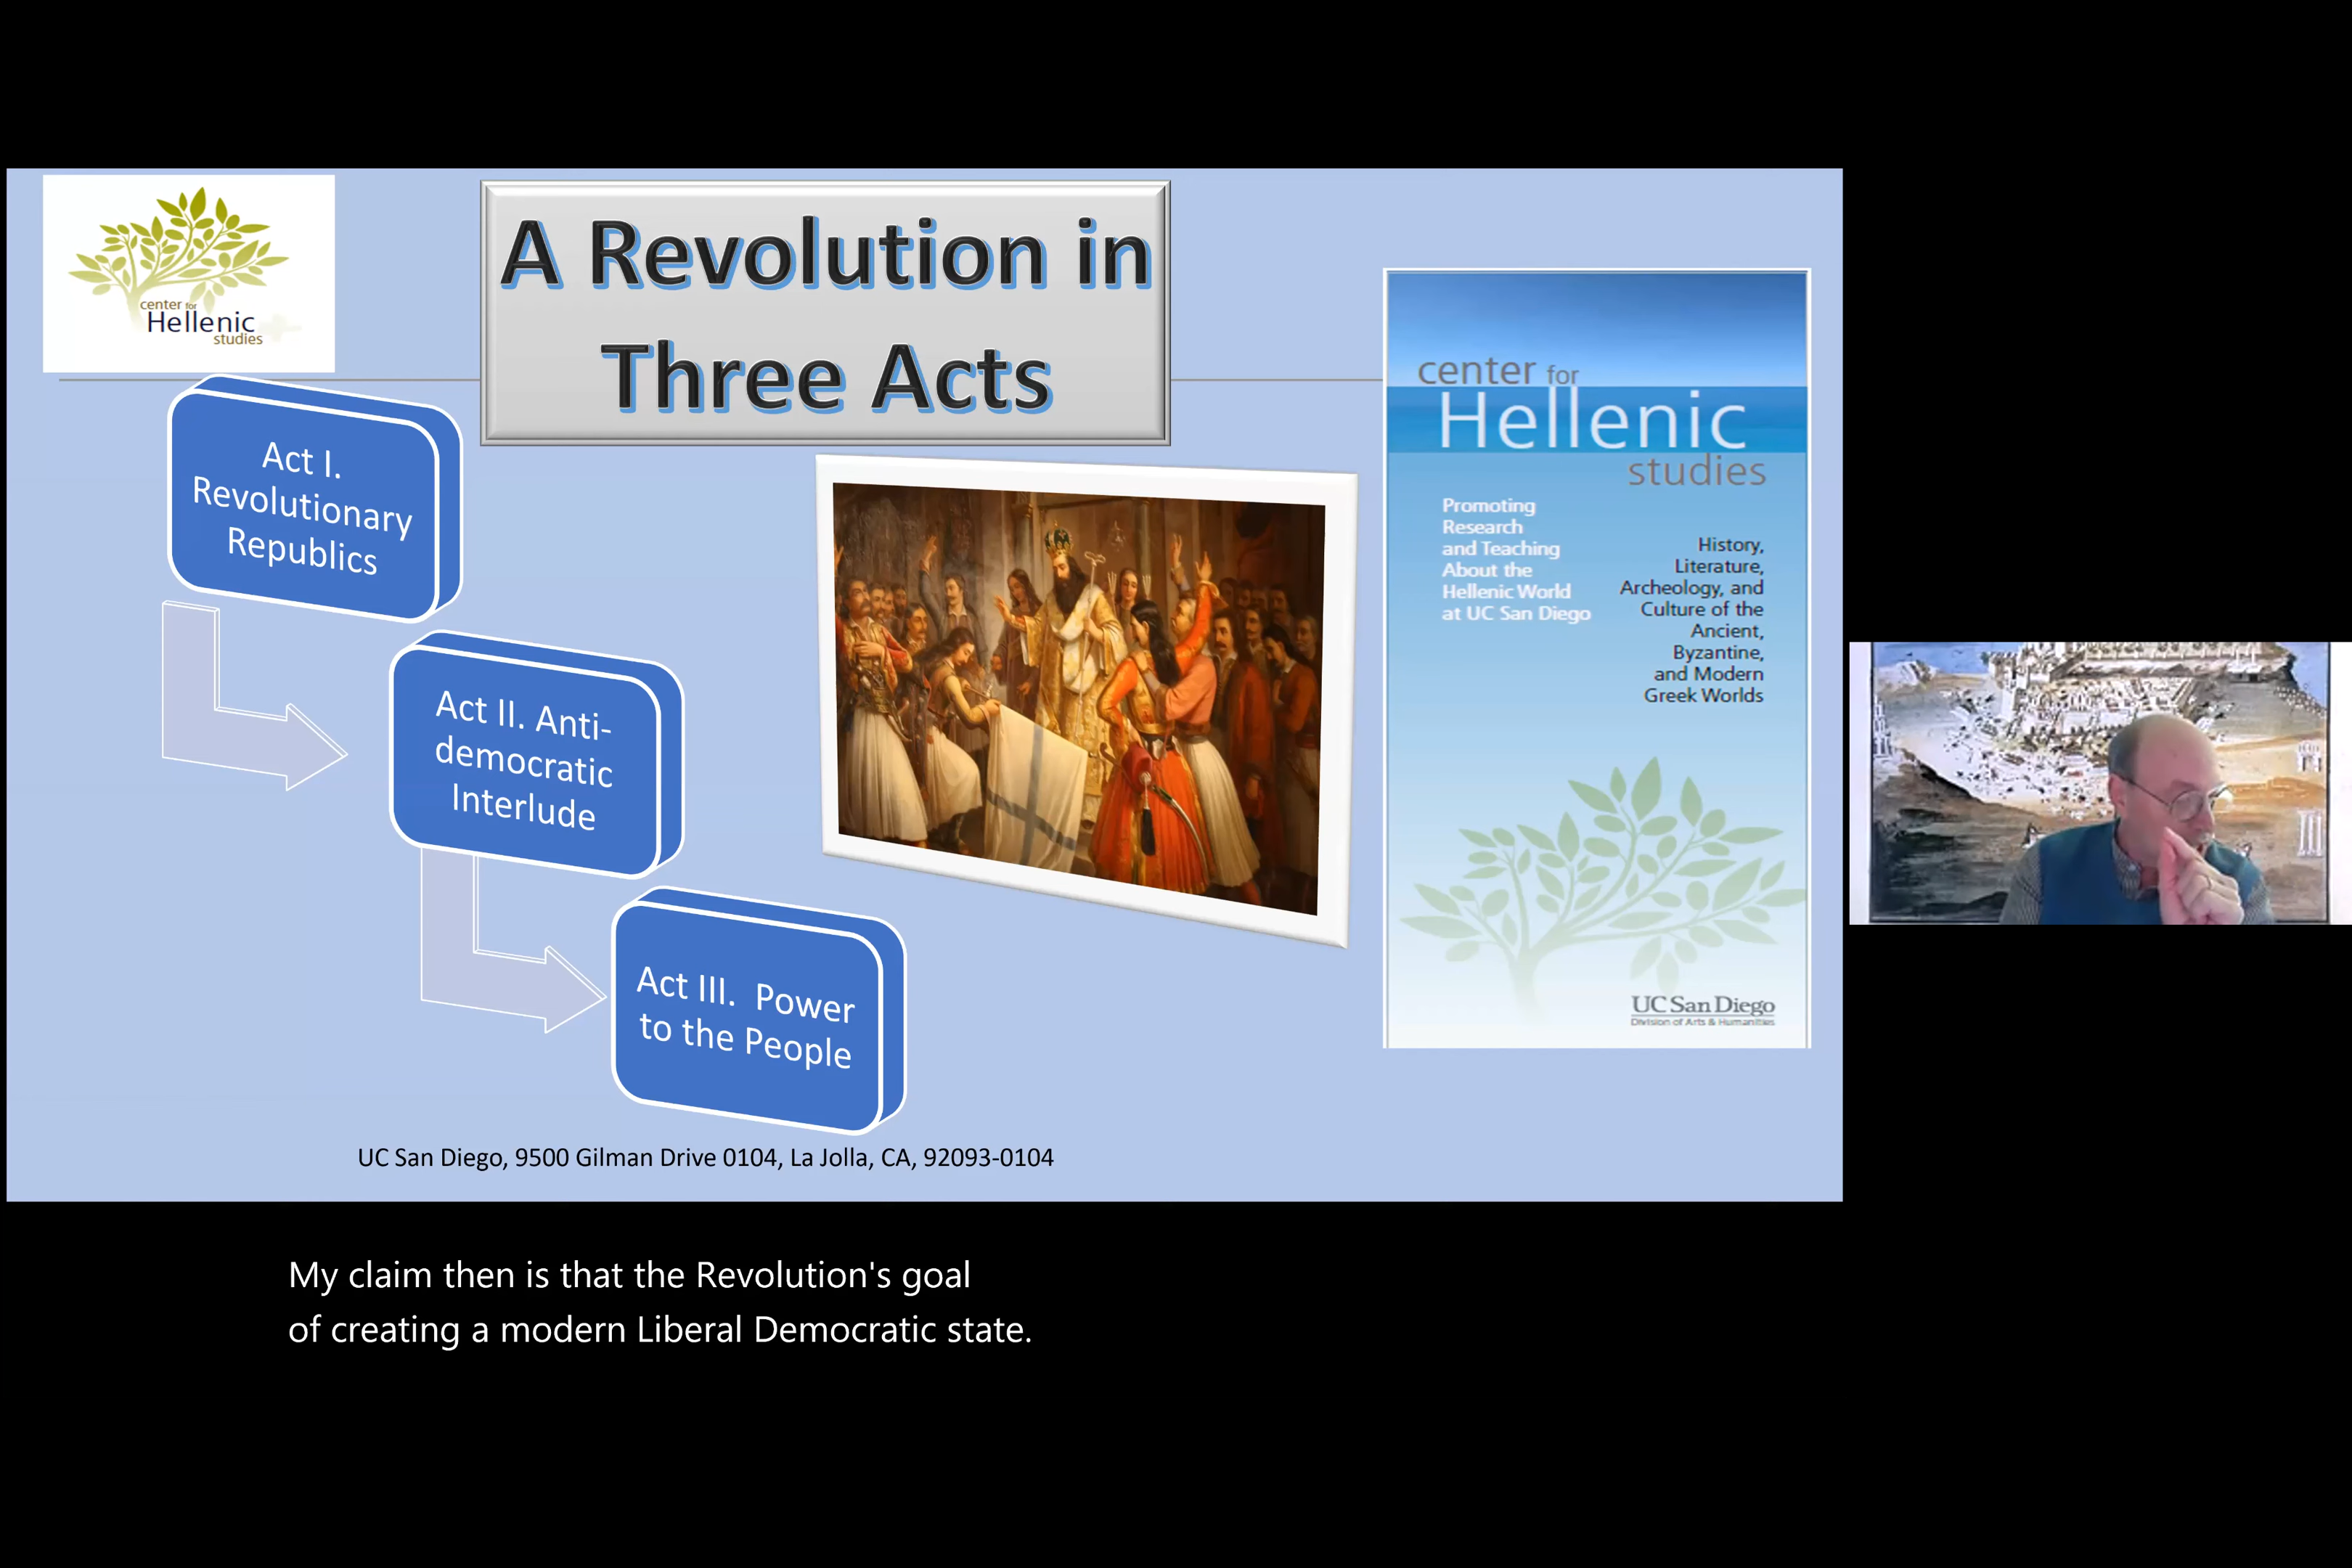 center for
Hellenic
studies
A Revolution in
Three Acts
Act I.
Revolutionary
Republics
Act II. Anti-
democratic
Interlude
Act III. Power
to the People
center for
Hellenic
studies
Promoting
Research
and Teaching
About the
Hellenic World
at UC San Diego
History,
Literature,
Archeology, and
Culture of the
Ancient,
Byzantine,
and Modern
Greek Worlds
UC San Diego
Division of Arts & Humanities
UC San Diego, 9500 Gilman Drive 0104, La Jolla, CA, 92093-0104
My claim then is that the Revolution's goal
of creating a modern Liberal Democratic state.